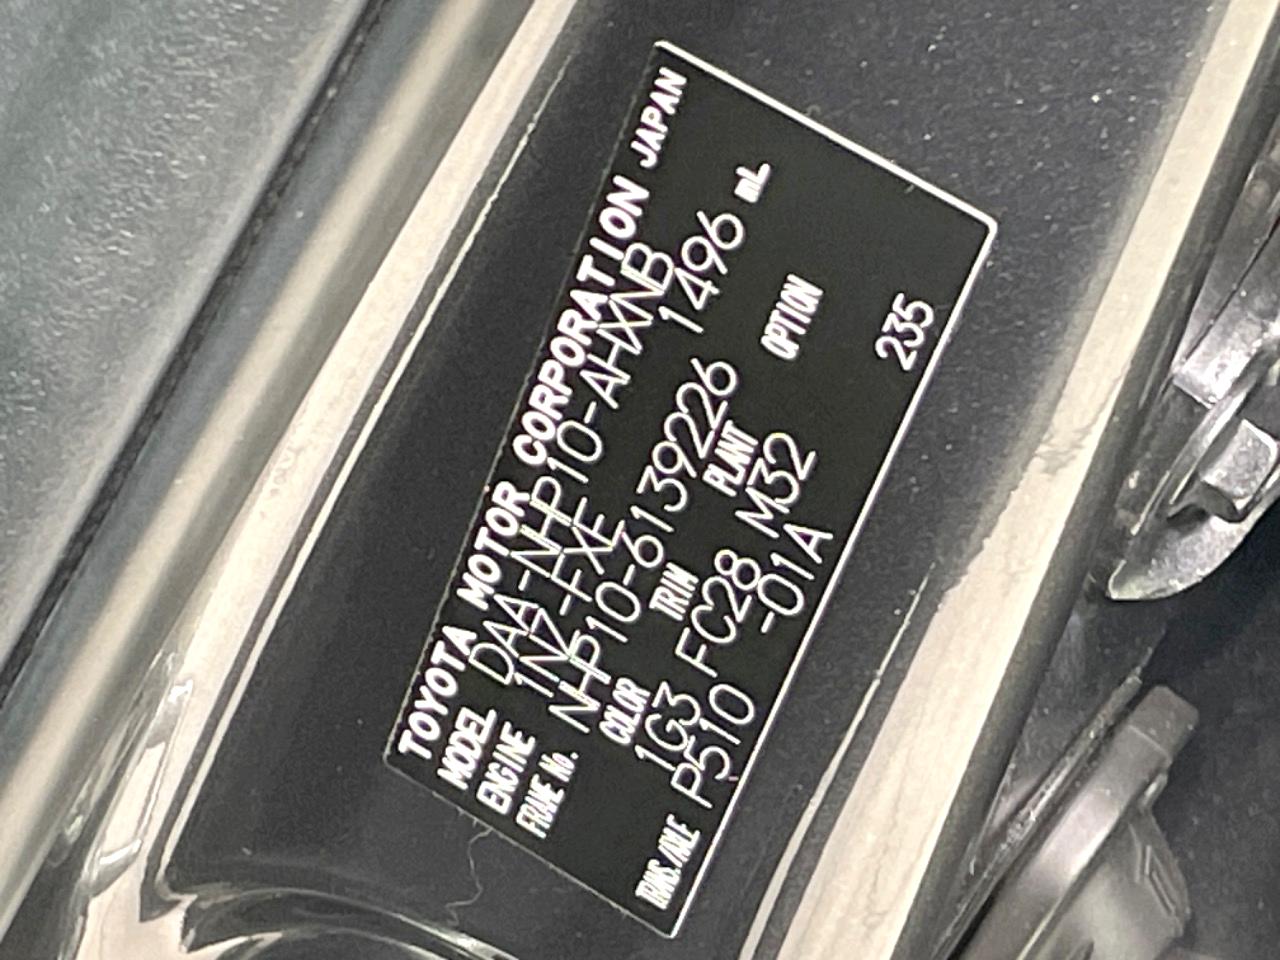 TOYOTA MOTOR CORPORATION JAPAN
MODEL DAA-NHP10-AHXNB
ENGINE 1NZ-FXE 1496 mL
FRAME No. NHP10-6139226
COLOR TRIM PLANT OPTION
1G3 FC28 M32
TRANS./AXLE P510 -01A 235